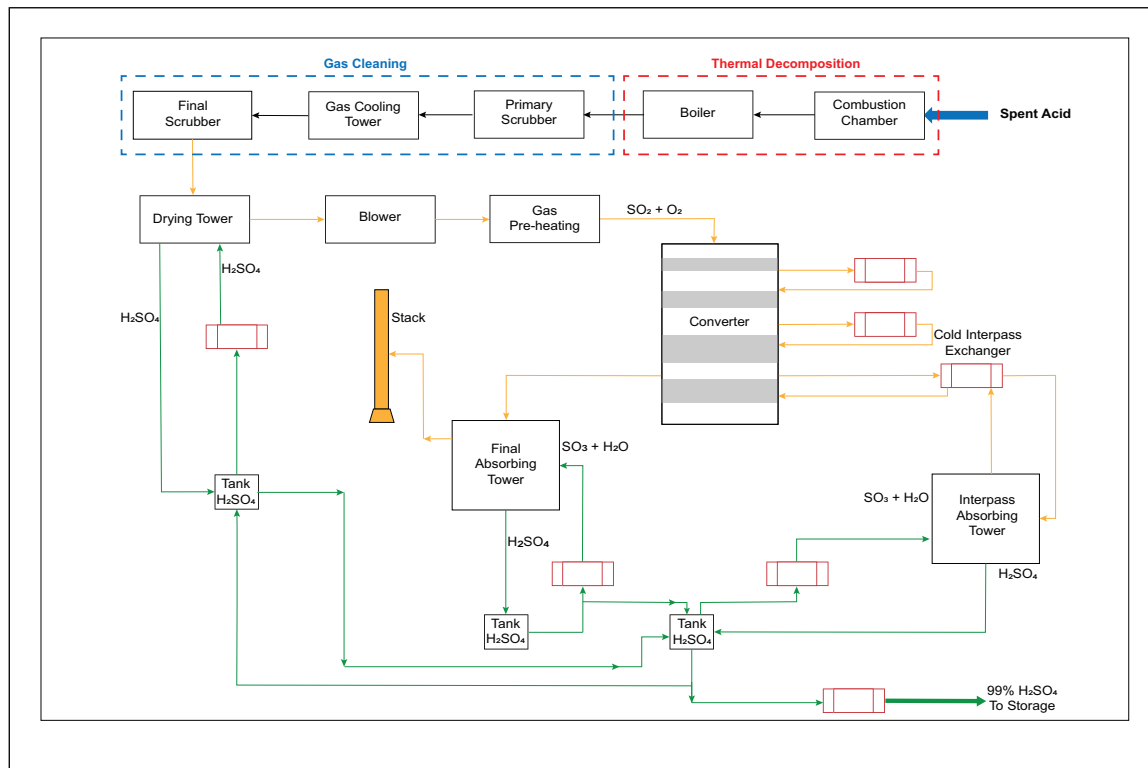 Gas Cleaning
Thermal Decomposition
Final
Scrubber
Gas Cooling
Tower
Primary
Scrubber
Boiler
Combustion
Chamber
Spent Acid
Drying Tower
Blower
Gas
Pre-heating
SO₂ + O₂
H₂SO₄
H₂SO₄
Stack
Converter
Cold Interpass
Exchanger
Final
Absorbing
Tower
SO₃ + H₂O
Tank
H₂SO₄
SO₃ + H₂O
Interpass
Absorbing
Tower
H₂SO₄
H₂SO₄
Tank
H₂SO₄
Tank
H₂SO₄
99% H₂SO₄
To Storage